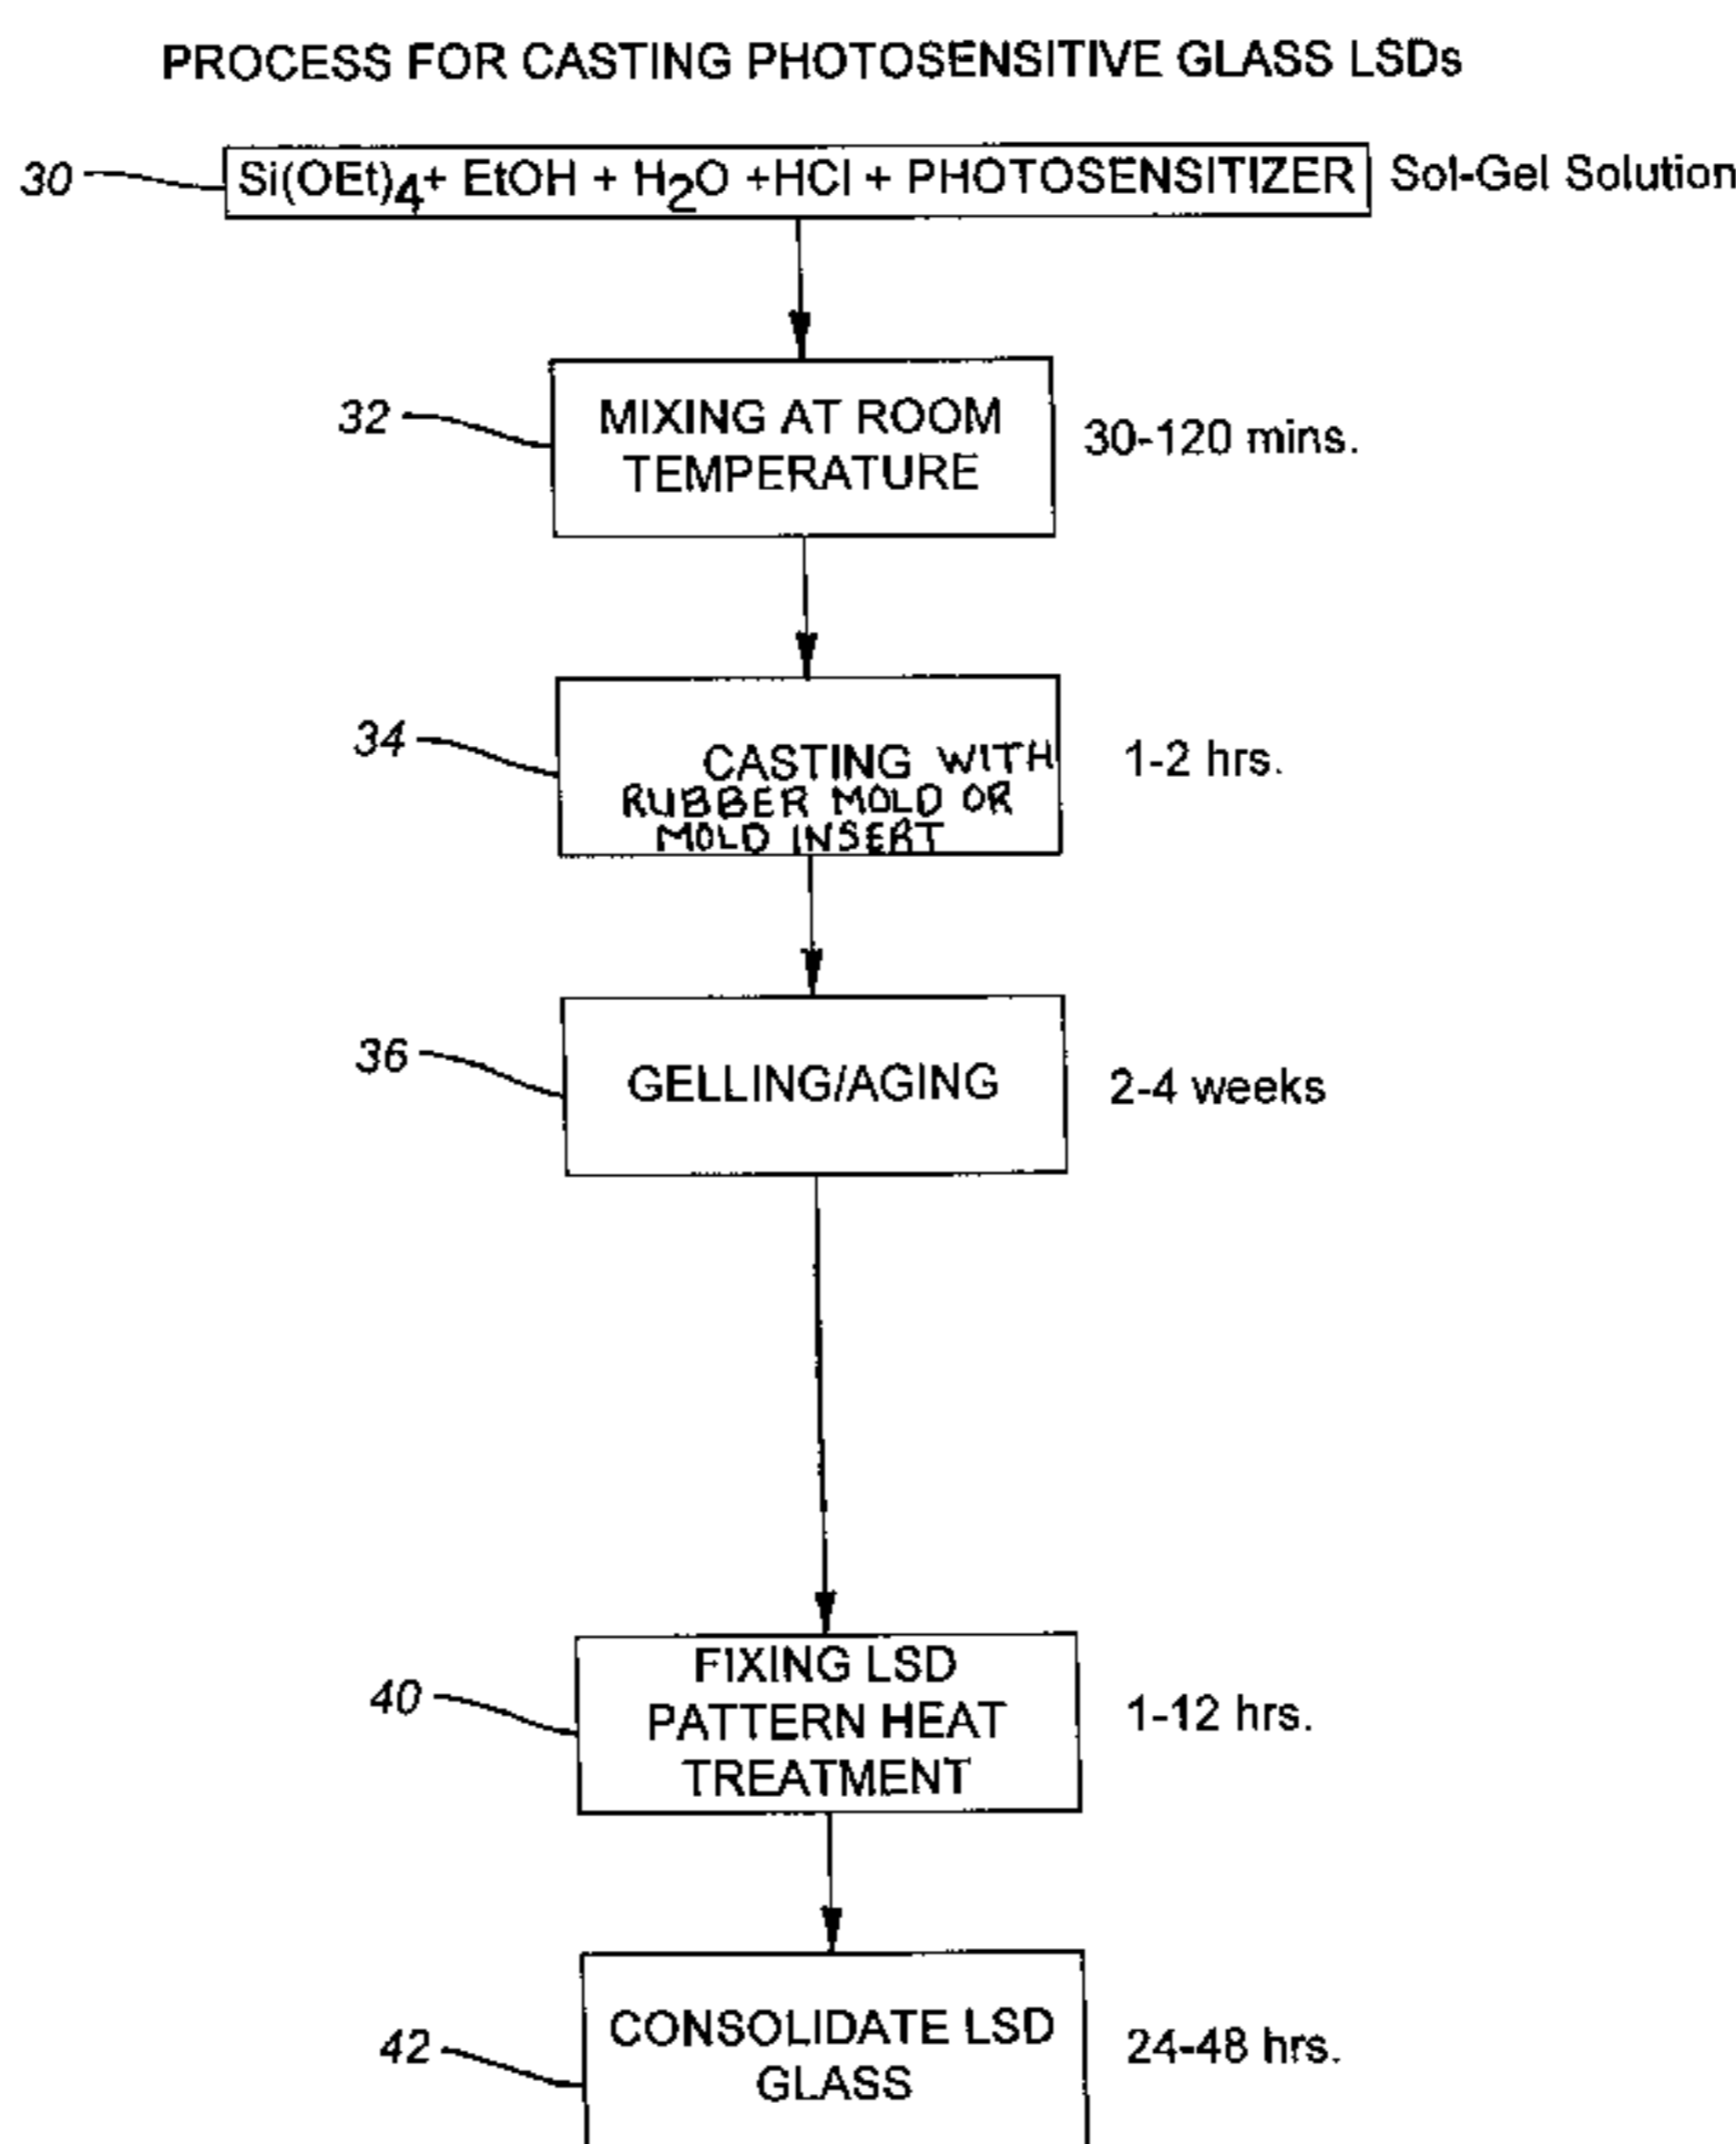 PROCESS FOR CASTING PHOTOSENSITIVE GLASS LSDs
30
Si(OEt)4+ EtOH + H2O +HCl + PHOTOSENSITIZER
Sol-Gel Solution
32
MIXING AT ROOM
TEMPERATURE
30-120 mins.
34
CASTING WITH
RUBBER MOLD OR
MOLD INSERT
1-2 hrs.
36
GELLING/AGING
2-4 weeks
40
FIXING LSD
PATTERN HEAT
TREATMENT
1-12 hrs.
42
CONSOLIDATE LSD
GLASS
24-48 hrs.